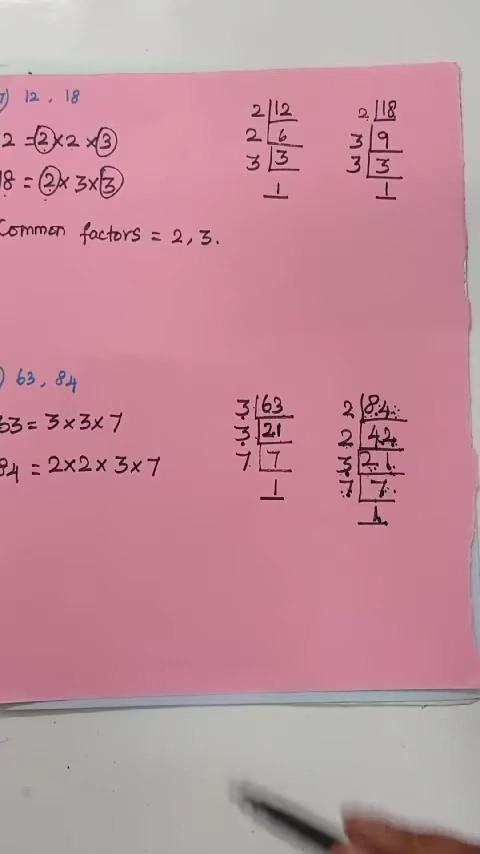 ) 12, 18
2 = 2 × 2 × 3
18 = 2 × 3 × 3
Common factors = 2, 3.
2 | 12
2 | 6
3 | 3
1
2 | 18
3 | 9
3 | 3
1
) 63, 84
63 = 3 × 3 × 7
84 = 2 × 2 × 3 × 7
3 | 63
3 | 21
7 | 7
1
2 | 84
2 | 42
3 | 21
7 | 7
1